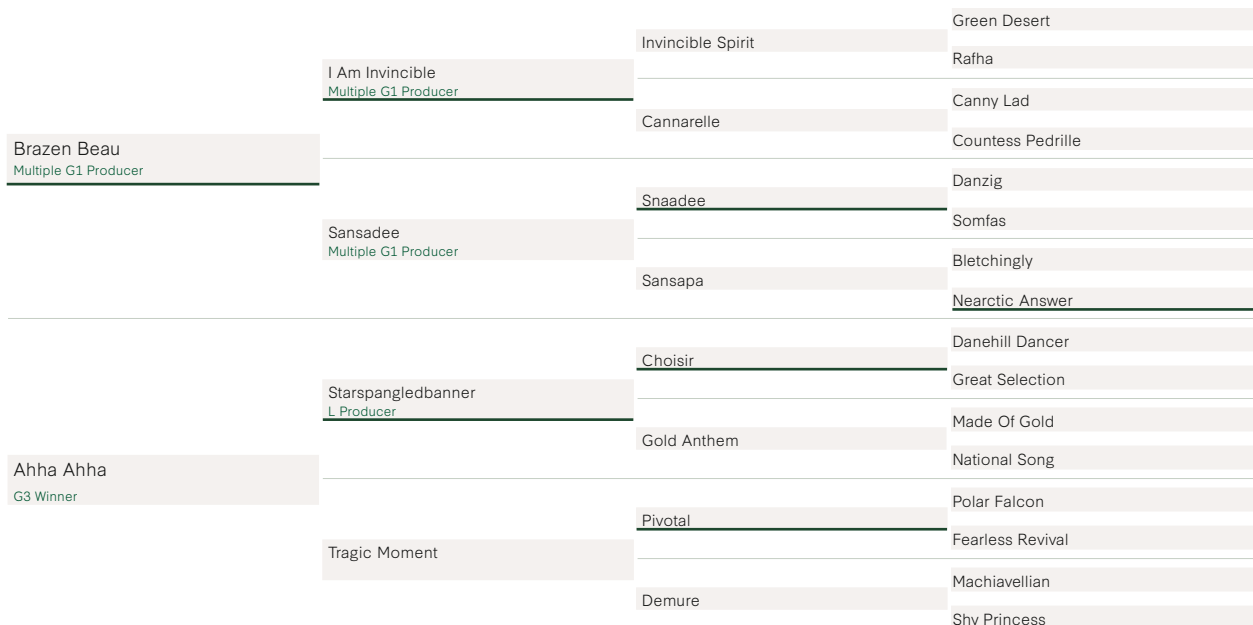 Brazen Beau
Multiple G1 Producer
Ahha Ahha
G3 Winner
I Am Invincible
Multiple G1 Producer
Sansadee
Multiple G1 Producer
Starspangledbanner
L Producer
Tragic Moment
Invincible Spirit
Cannarelle
Snaadee
Sansapa
Choisir
Gold Anthem
Pivotal
Demure
Green Desert
Rafha
Canny Lad
Countess Pedrille
Danzig
Somfas
Bletchingly
Nearctic Answer
Danehill Dancer
Great Selection
Made Of Gold
National Song
Polar Falcon
Fearless Revival
Machiavellian
Shy Princess